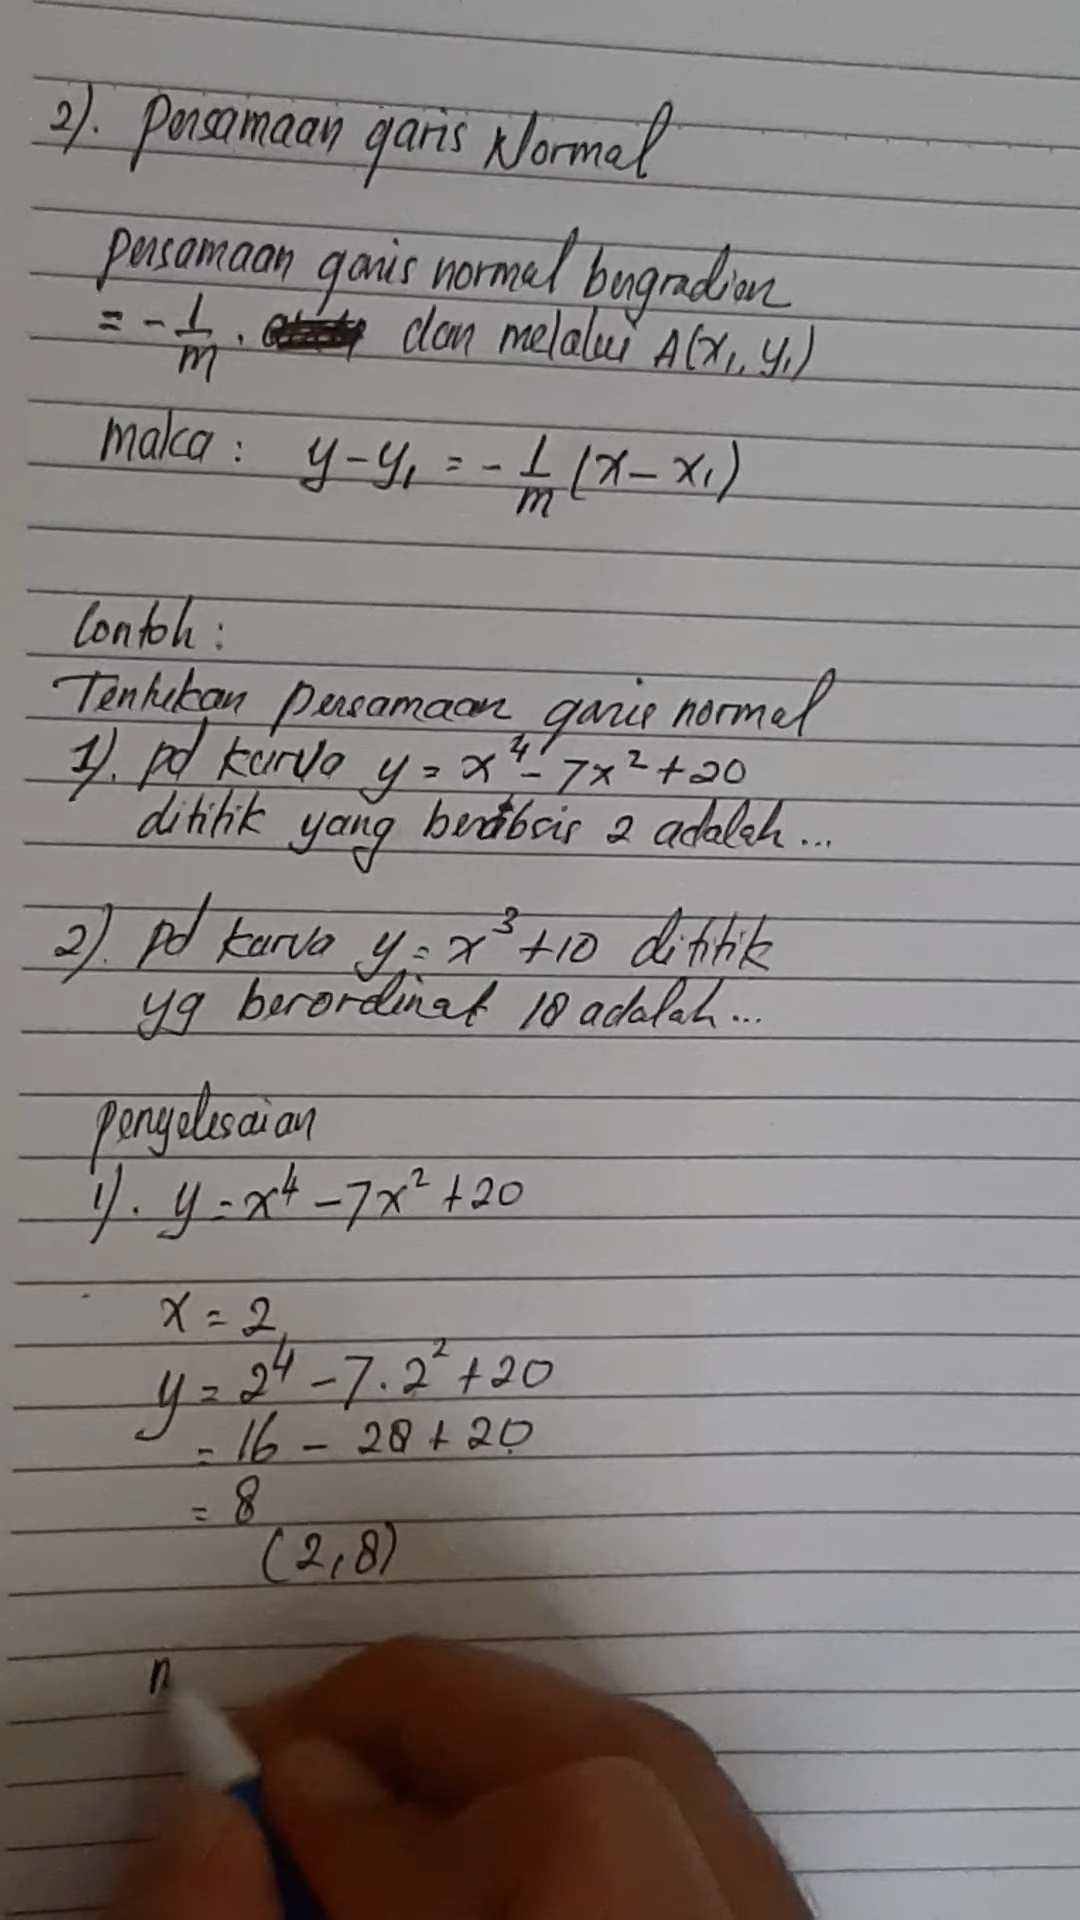 2). Persamaan garis Normal
persamaan garis normal bergradien
= - 1/m . dan melalui A(x₁, y₁)
maka : y - y₁ = - 1/m (x - x₁)
Contoh :
Tentukan persamaan garis normal
1). pd kurva y = x⁴ - 7x² + 20
dititik yang berabsis 2 adalah...
2). pd kurva y = x³ + 10 dititik
yg berordinat 18 adalah...
penyelesaian
1). y = x⁴ - 7x² + 20
x = 2
y = 2⁴ - 7.2² + 20
= 16 - 28 + 20
= 8
(2,8)